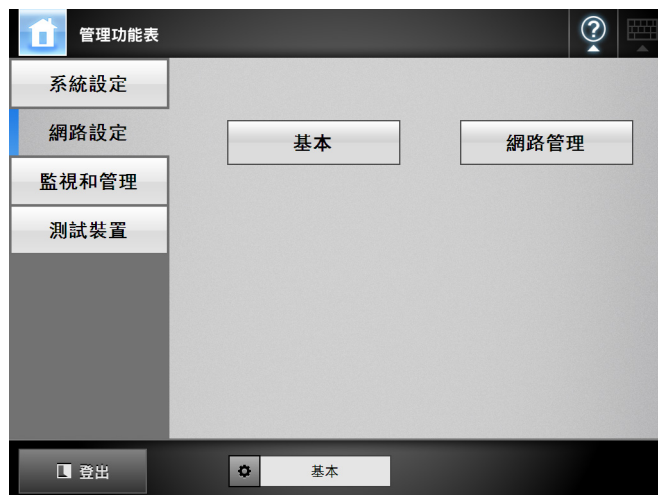 管理功能表
系統設定
網路設定
基本
網路管理
監視和管理
測試裝置
登出
基本